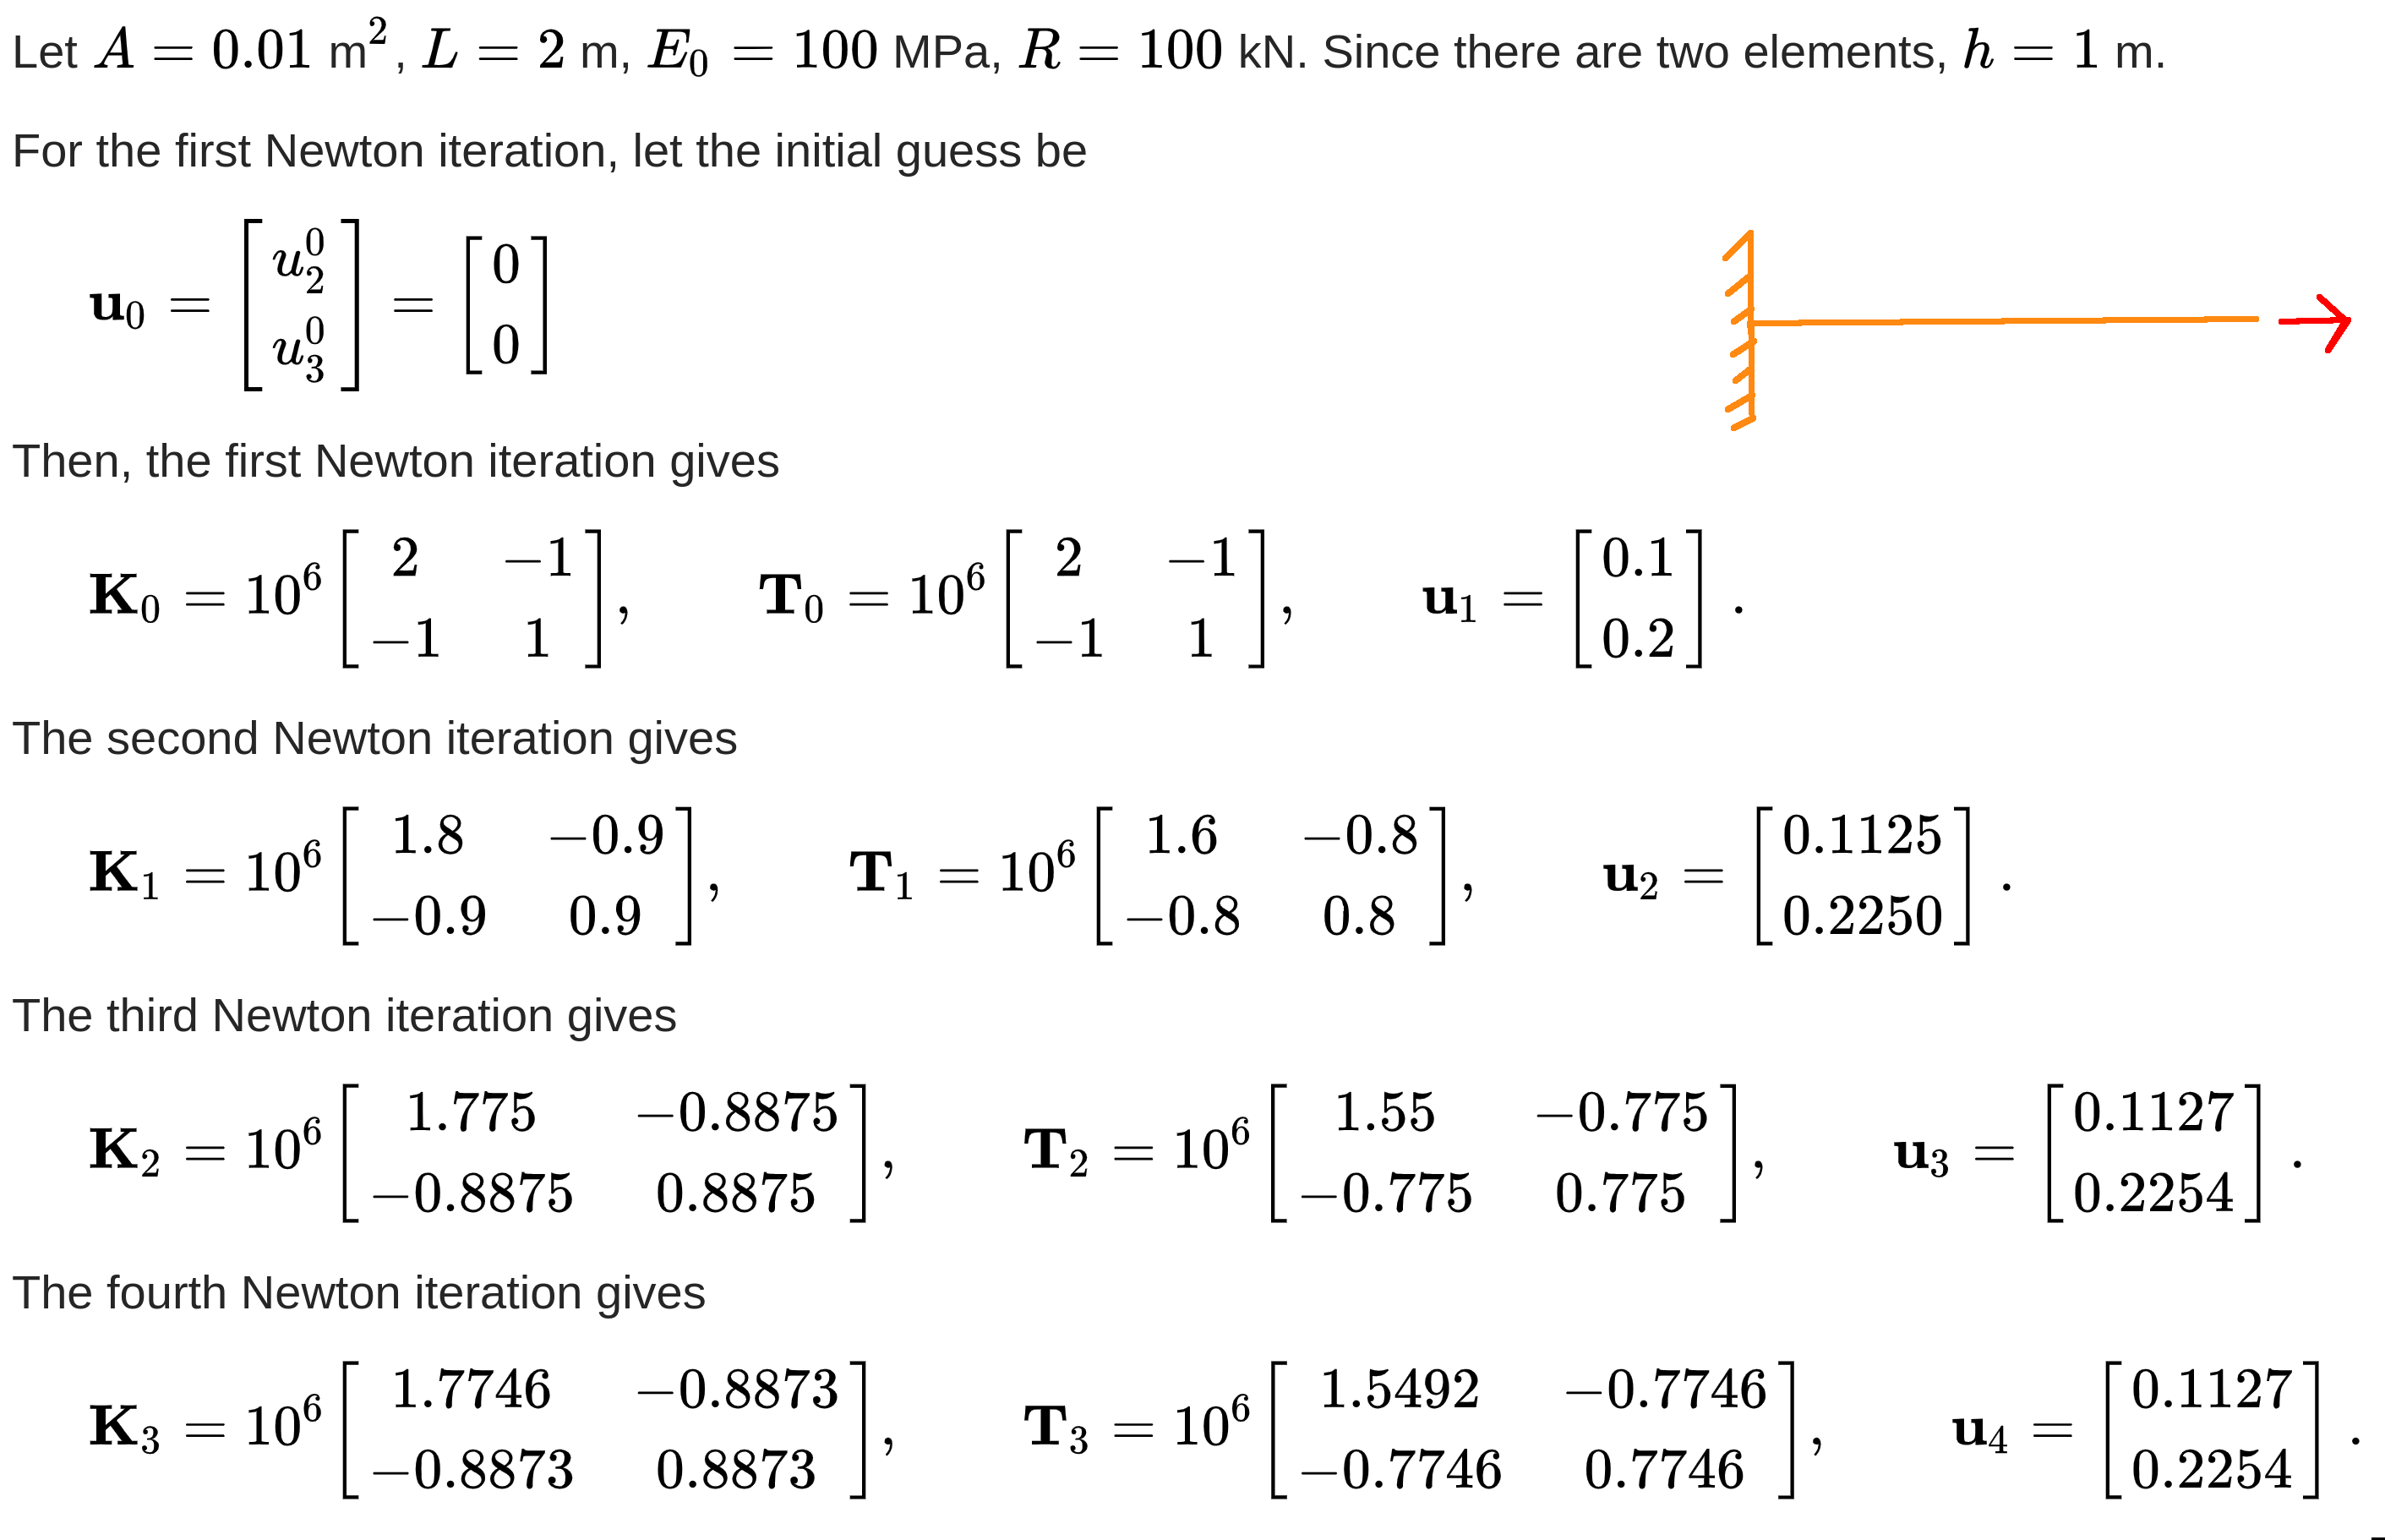 Let A = 0.01 m², L = 2 m, E₀ = 100 MPa, R = 100 kN. Since there are two elements, h = 1 m.
For the first Newton iteration, let the initial guess be
𝐮₀ = [u₂⁰ ; u₃⁰] = [0 ; 0]
Then, the first Newton iteration gives
𝐊₀ = 10⁶ [2 −1 ; −1 1], 𝐓₀ = 10⁶ [2 −1 ; −1 1], 𝐮₁ = [0.1 ; 0.2].
The second Newton iteration gives
𝐊₁ = 10⁶ [1.8 −0.9 ; −0.9 0.9], 𝐓₁ = 10⁶ [1.6 −0.8 ; −0.8 0.8], 𝐮₂ = [0.1125 ; 0.2250].
The third Newton iteration gives
𝐊₂ = 10⁶ [1.775 −0.8875 ; −0.8875 0.8875], 𝐓₂ = 10⁶ [1.55 −0.775 ; −0.775 0.775], 𝐮₃ = [0.1127 ; 0.2254].
The fourth Newton iteration gives
𝐊₃ = 10⁶ [1.7746 −0.8873 ; −0.8873 0.8873], 𝐓₃ = 10⁶ [1.5492 −0.7746 ; −0.7746 0.7746], 𝐮₄ = [0.1127 ; 0.2254].